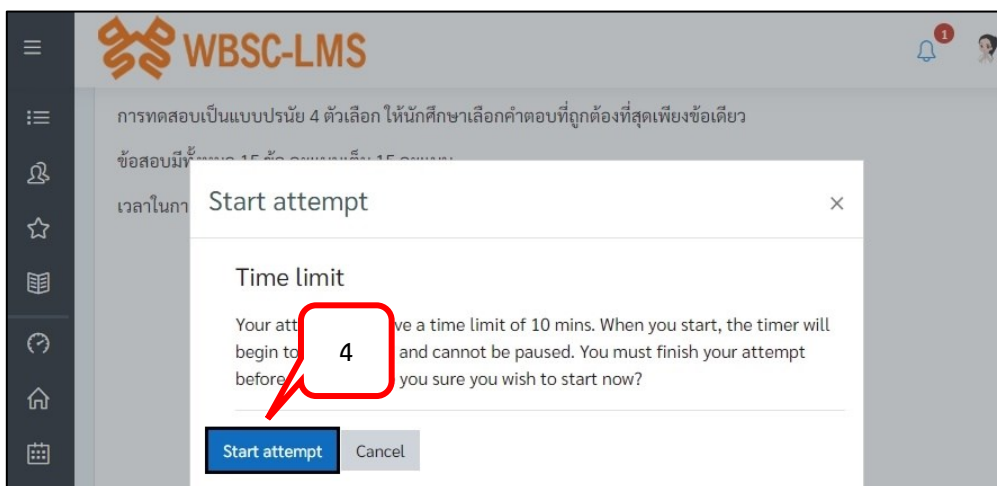 WBSC-LMS
1
การทดสอบเป็นแบบปรนัย 4 ตัวเลือก ให้นักศึกษาเลือกคำตอบที่ถูกต้องที่สุดเพียงข้อเดียว
ข้อสอบมี
เวลาในกา
Start attempt ×
Time limit
Your att ve a time limit of 10 mins. When you start, the timer will
begin to and cannot be paused. You must finish your attempt
before you sure you wish to start now?
4
Start attempt Cancel